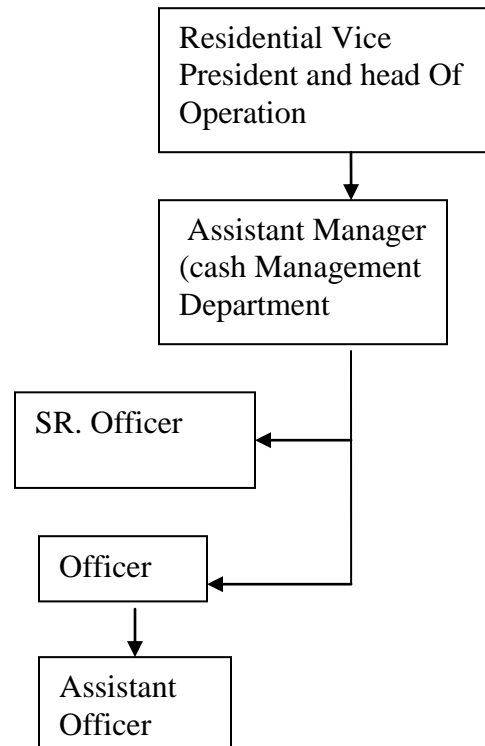 Residential Vice
President and head Of
Operation
Assistant Manager
(cash Management
Department
SR. Officer
Officer
Assistant
Officer